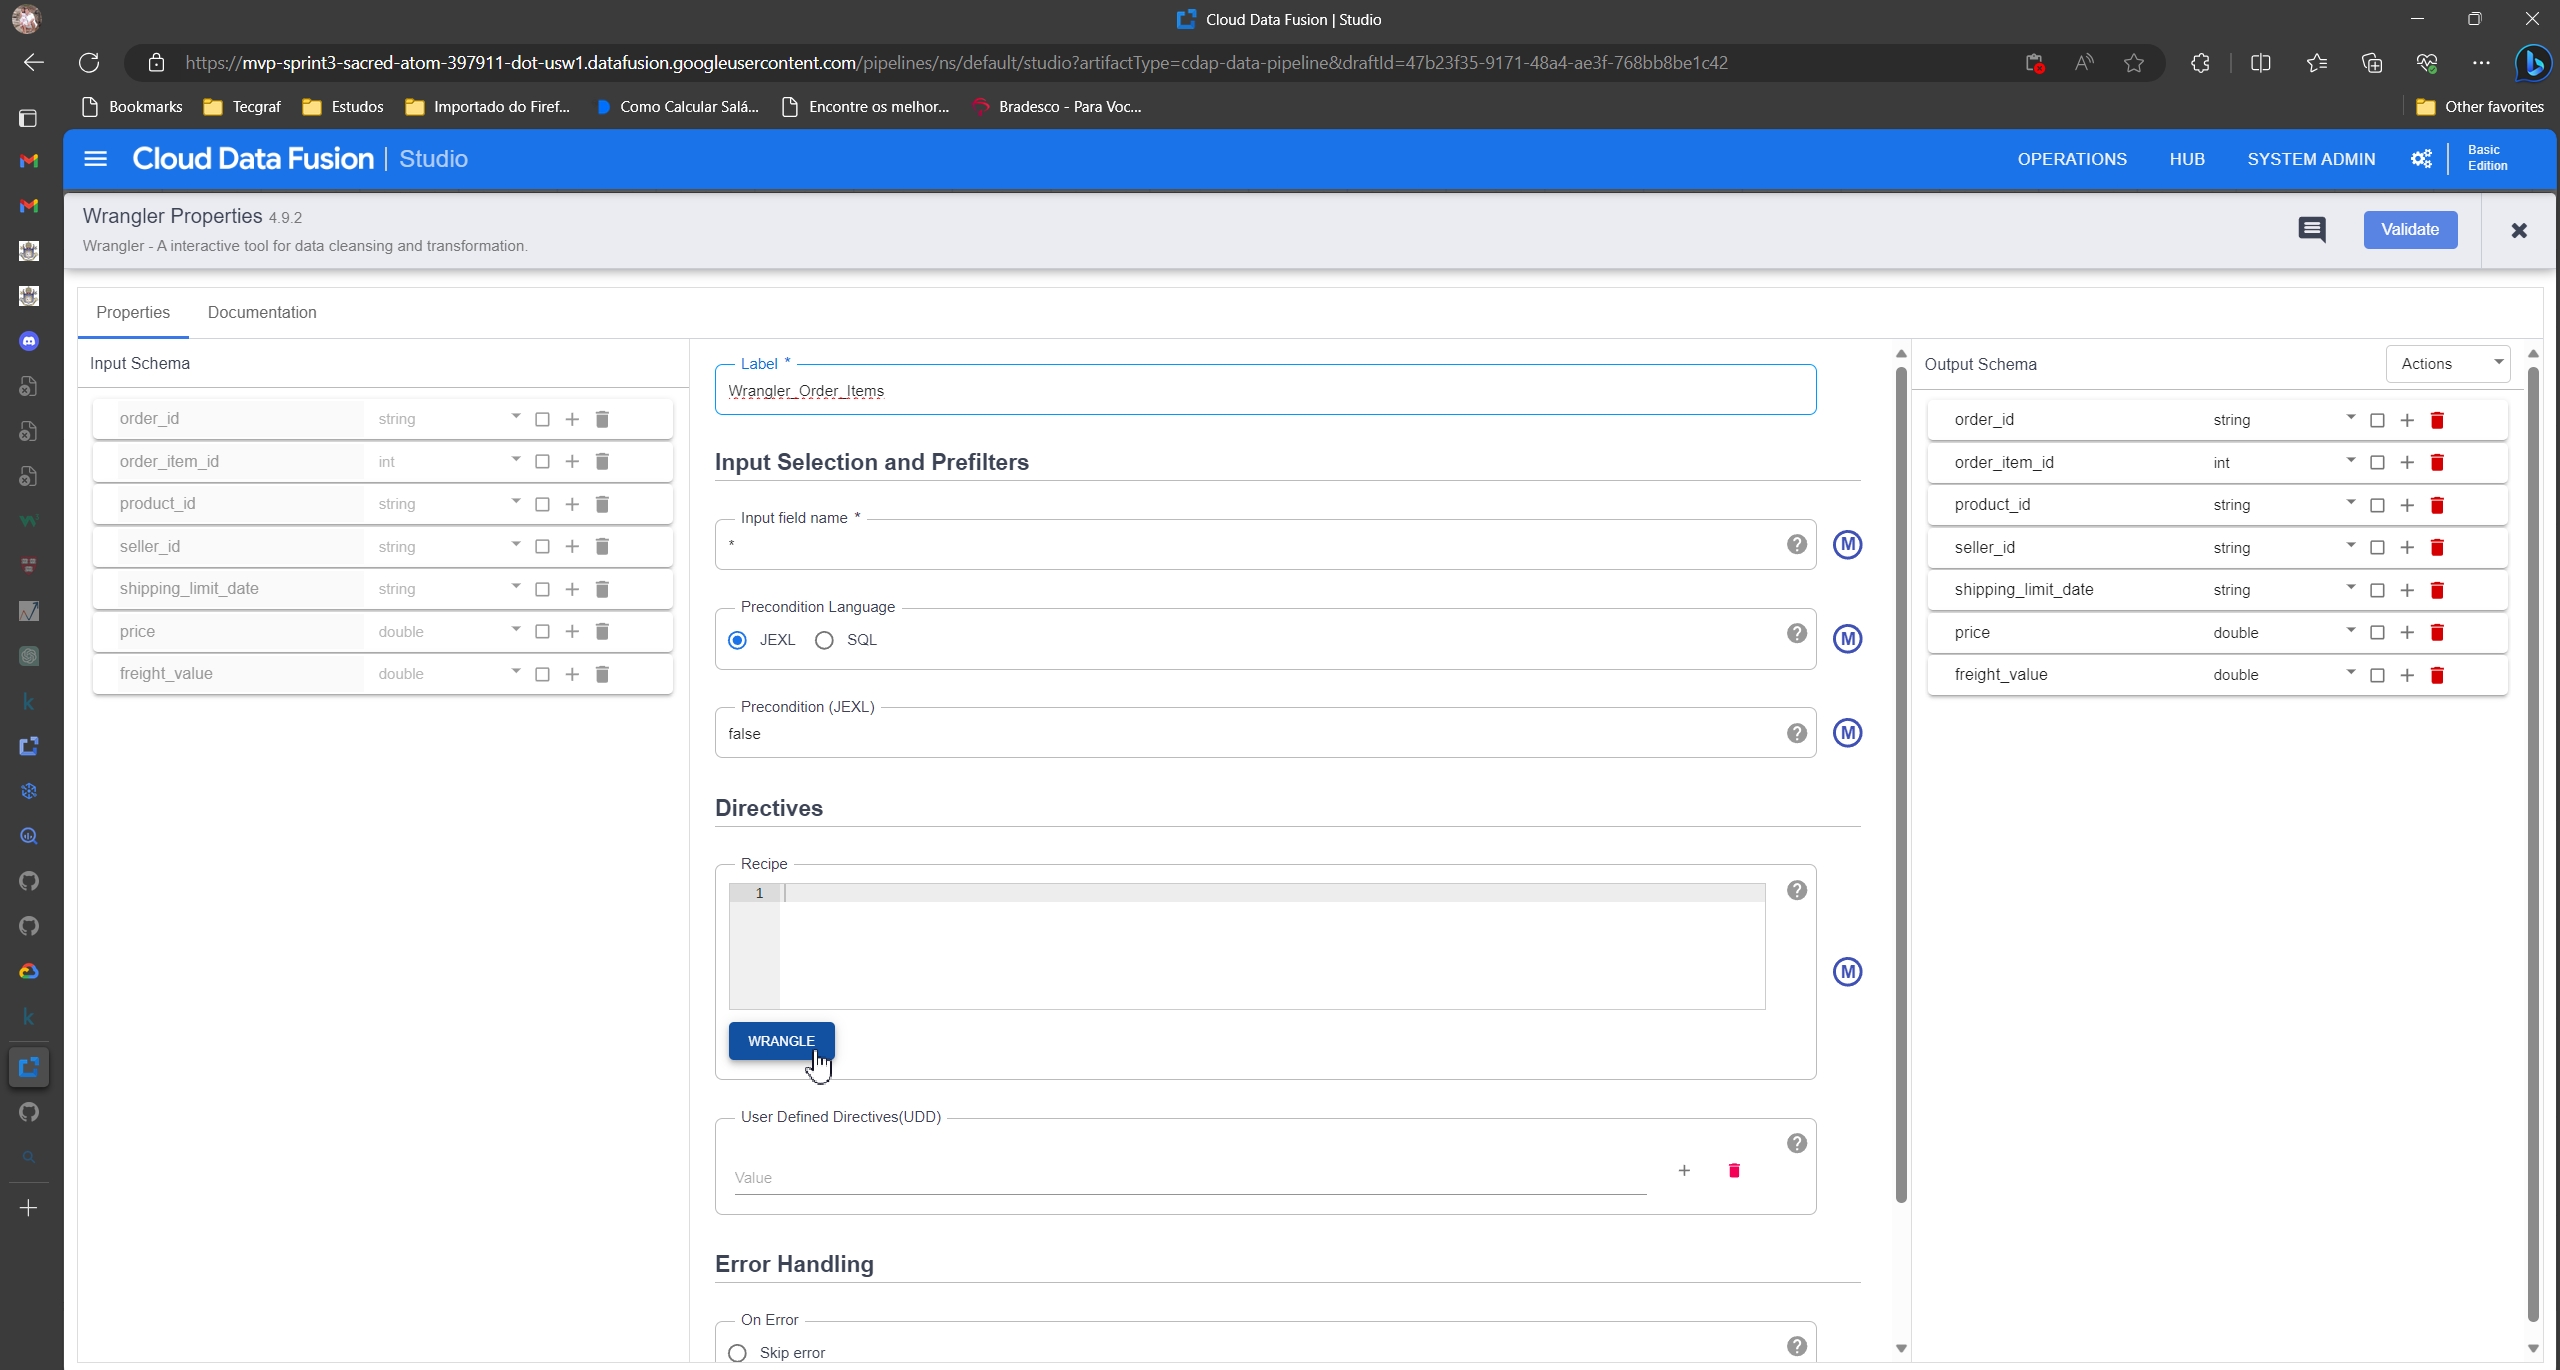 Cloud Data Fusion | Studio
https://mvp-sprint3-sacred-atom-397911-dot-usw1.datafusion.googleusercontent.com/pipelines/ns/default/studio?artifactType=cdap-data-pipeline&draftId=47b23f35-9171-48a4-ae3f-768bb8be1c42
Bookmarks Tecgraf Estudos Importado do Firef... Como Calcular Salá... Encontre os melhor... Bradesco - Para Voc... Other favorites
Cloud Data Fusion | Studio OPERATIONS HUB SYSTEM ADMIN Basic Edition
Wrangler Properties 4.9.2
Wrangler - A interactive tool for data cleansing and transformation.
Validate
Properties Documentation
Input Schema
order_id string
order_item_id int
product_id string
seller_id string
shipping_limit_date string
price double
freight_value double
Label *
Wrangler_Order_Items
Input Selection and Prefilters
Input field name *
*
M
Precondition Language
JEXL SQL
M
Precondition (JEXL)
false
M
Directives
Recipe
1
M
WRANGLE
User Defined Directives(UDD)
Value
Error Handling
On Error
Skip error
Output Schema
Actions
order_id string
order_item_id int
product_id string
seller_id string
shipping_limit_date string
price double
freight_value double